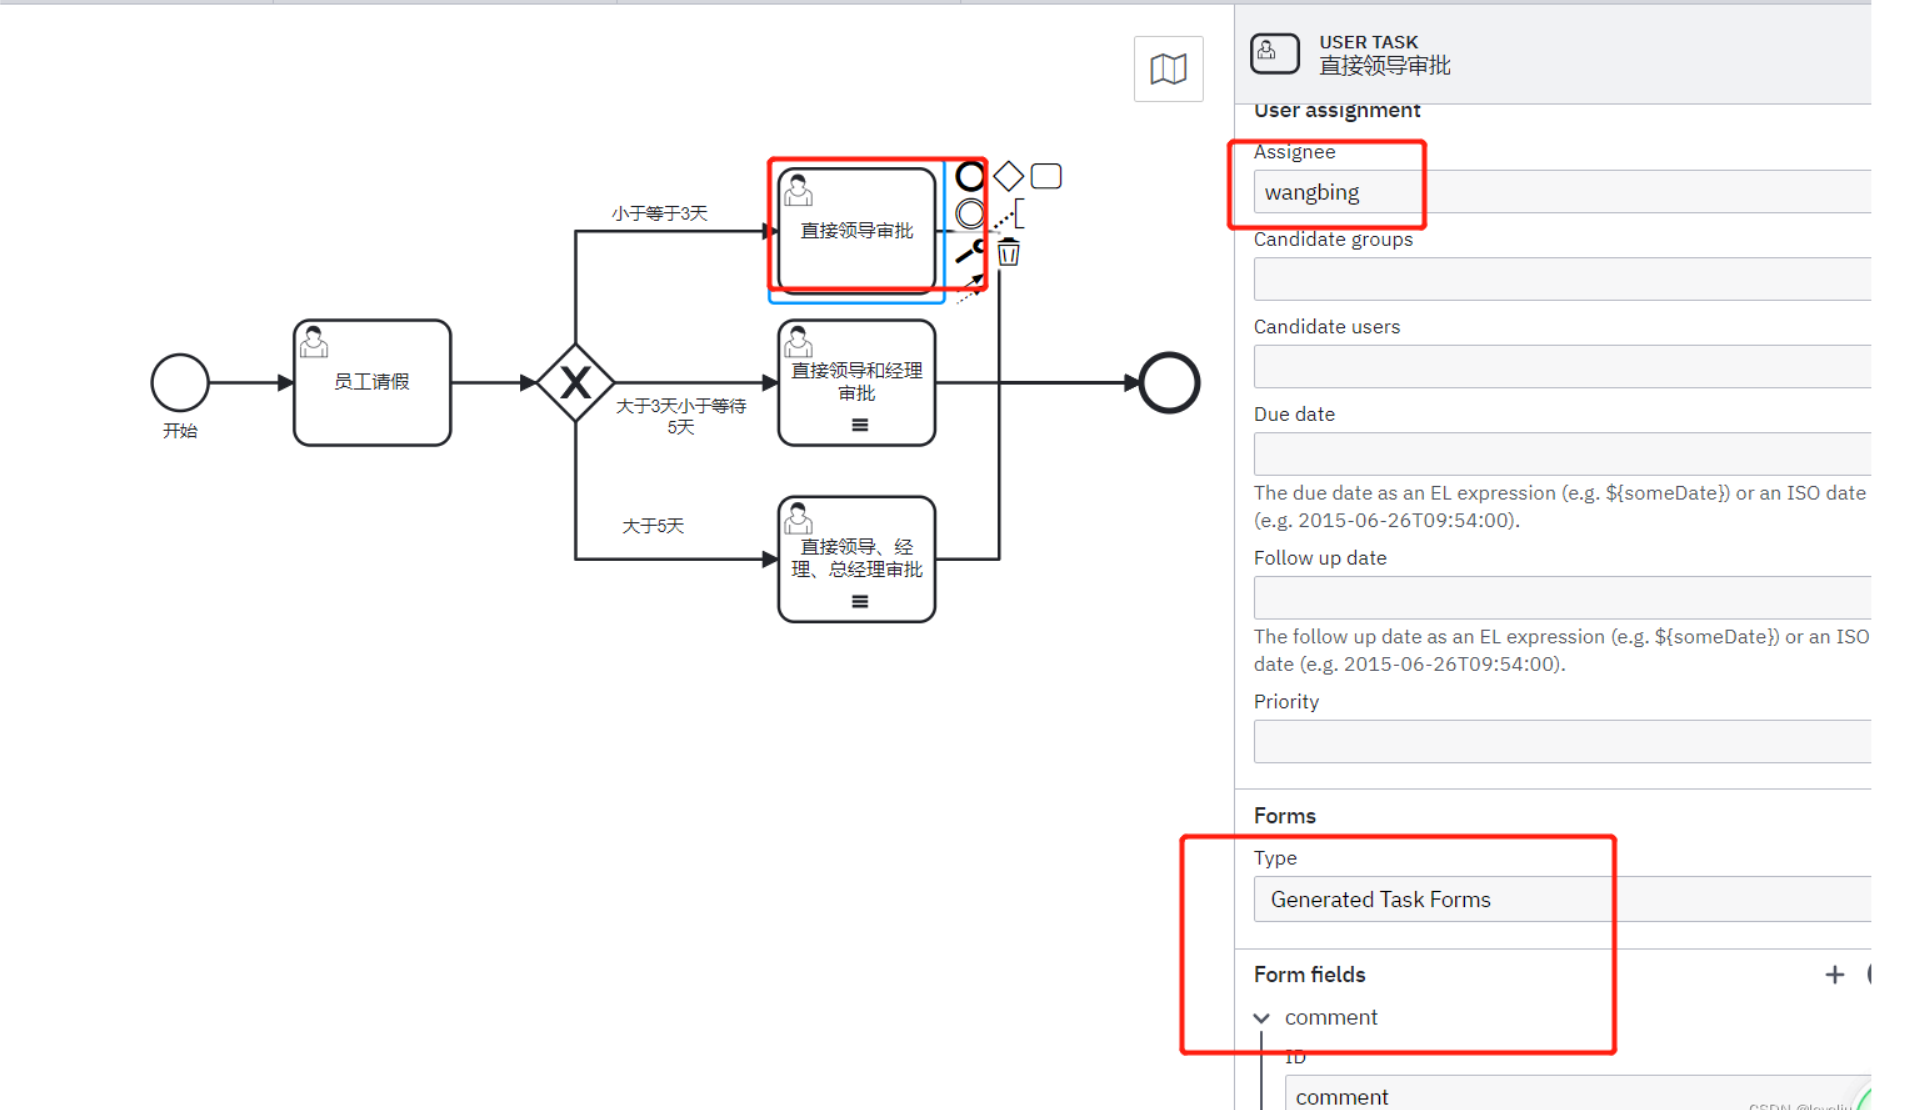 USER TASK
直接领导审批
User assignment
Assignee
wangbing
Candidate groups
Candidate users
Due date
The due date as an EL expression (e.g. ${someDate}) or an ISO date
(e.g. 2015-06-26T09:54:00).
Follow up date
The follow up date as an EL expression (e.g. ${someDate}) or an ISO
date (e.g. 2015-06-26T09:54:00).
Priority
Forms
Type
Generated Task Forms
Form fields
comment
ID
comment
小于等于3天
直接领导审批
开始
员工请假
大于3天小于等待
5天
直接领导和经理
审批
大于5天
直接领导、经
理、总经理审批